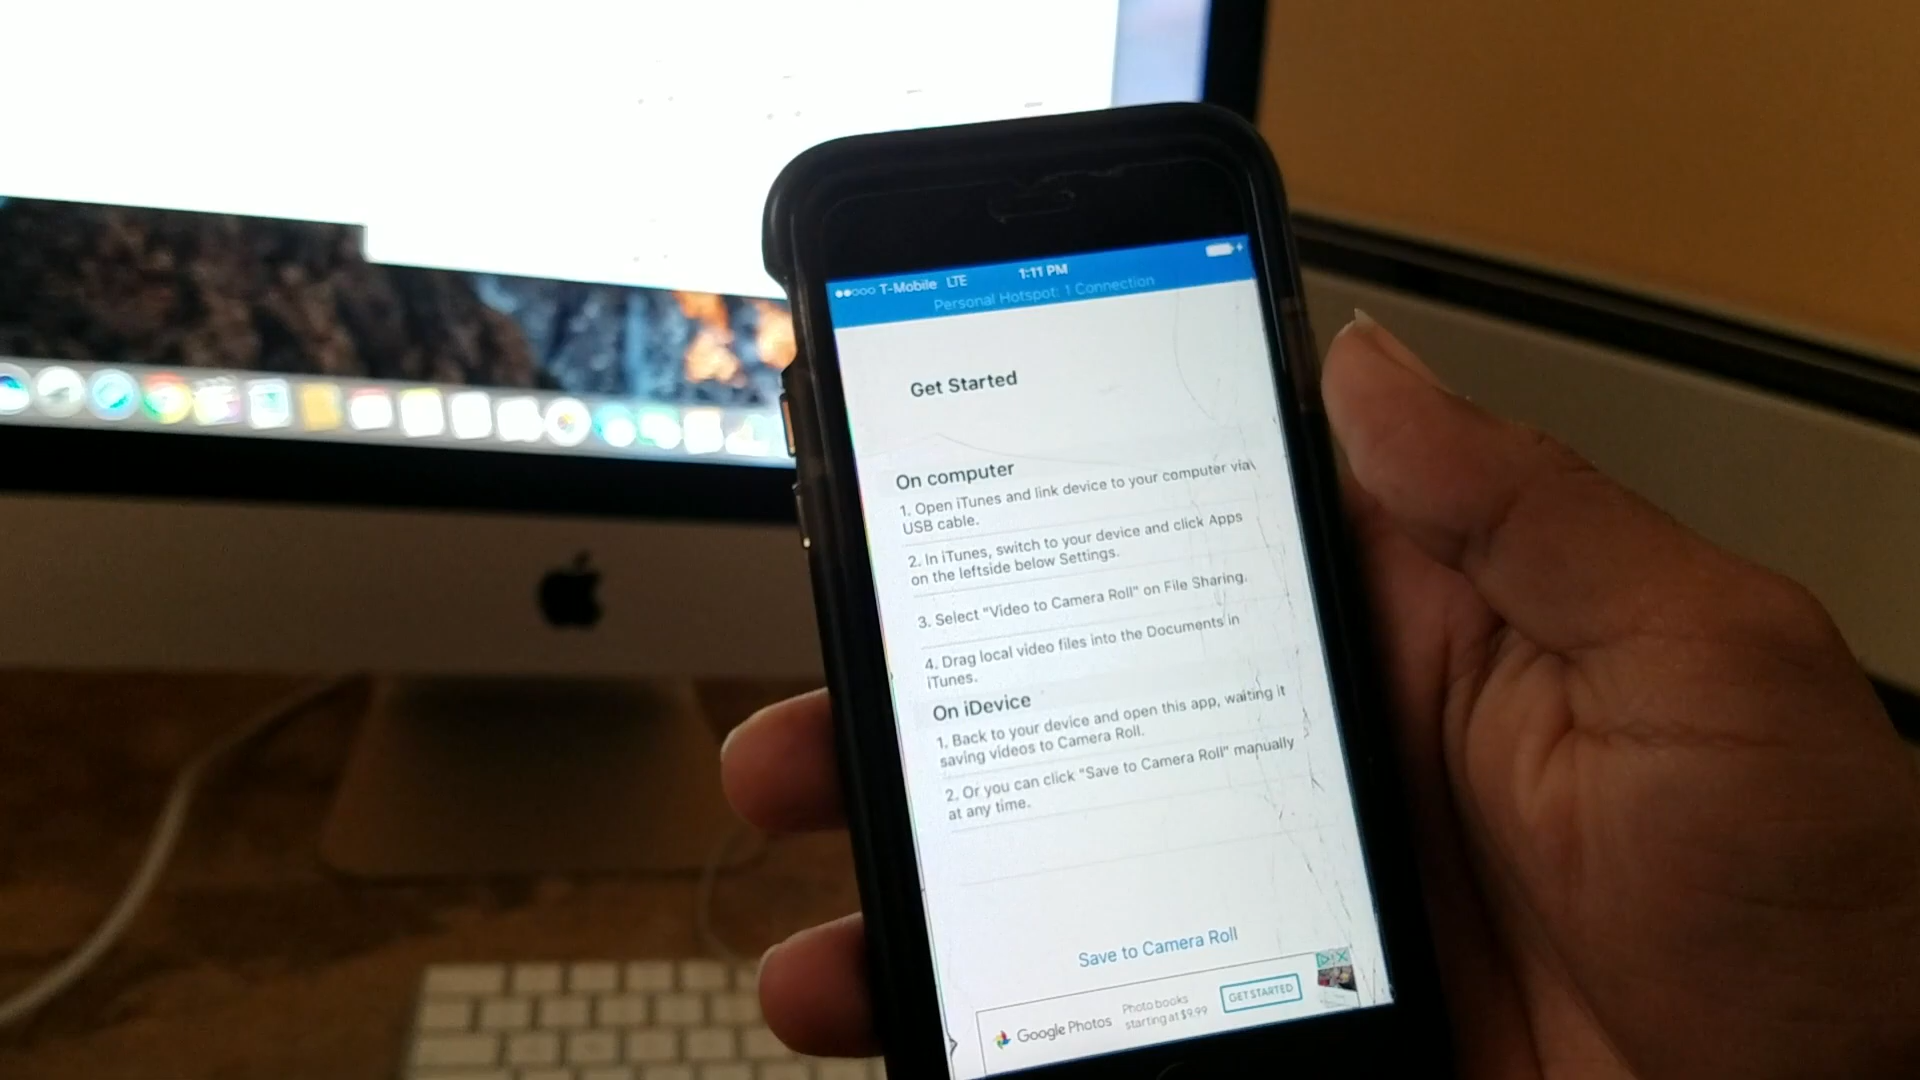 T-Mobile LTE 1:11 PM
Personal Hotspot: 1 Connection
Get Started
On computer
1. Open iTunes and link device to your computer via
USB cable.
2. In iTunes, switch to your device and click Apps
on the leftside below Settings.
3. Select "Video to Camera Roll" on File Sharing.
4. Drag local video files into the Documents in
iTunes.
On iDevice
1. Back to your device and open this app, waiting it
saving videos to Camera Roll.
2. Or you can click "Save to Camera Roll" manually
at any time.
Save to Camera Roll
Google Photos
Photo books
starting at $9.99
GET STARTED